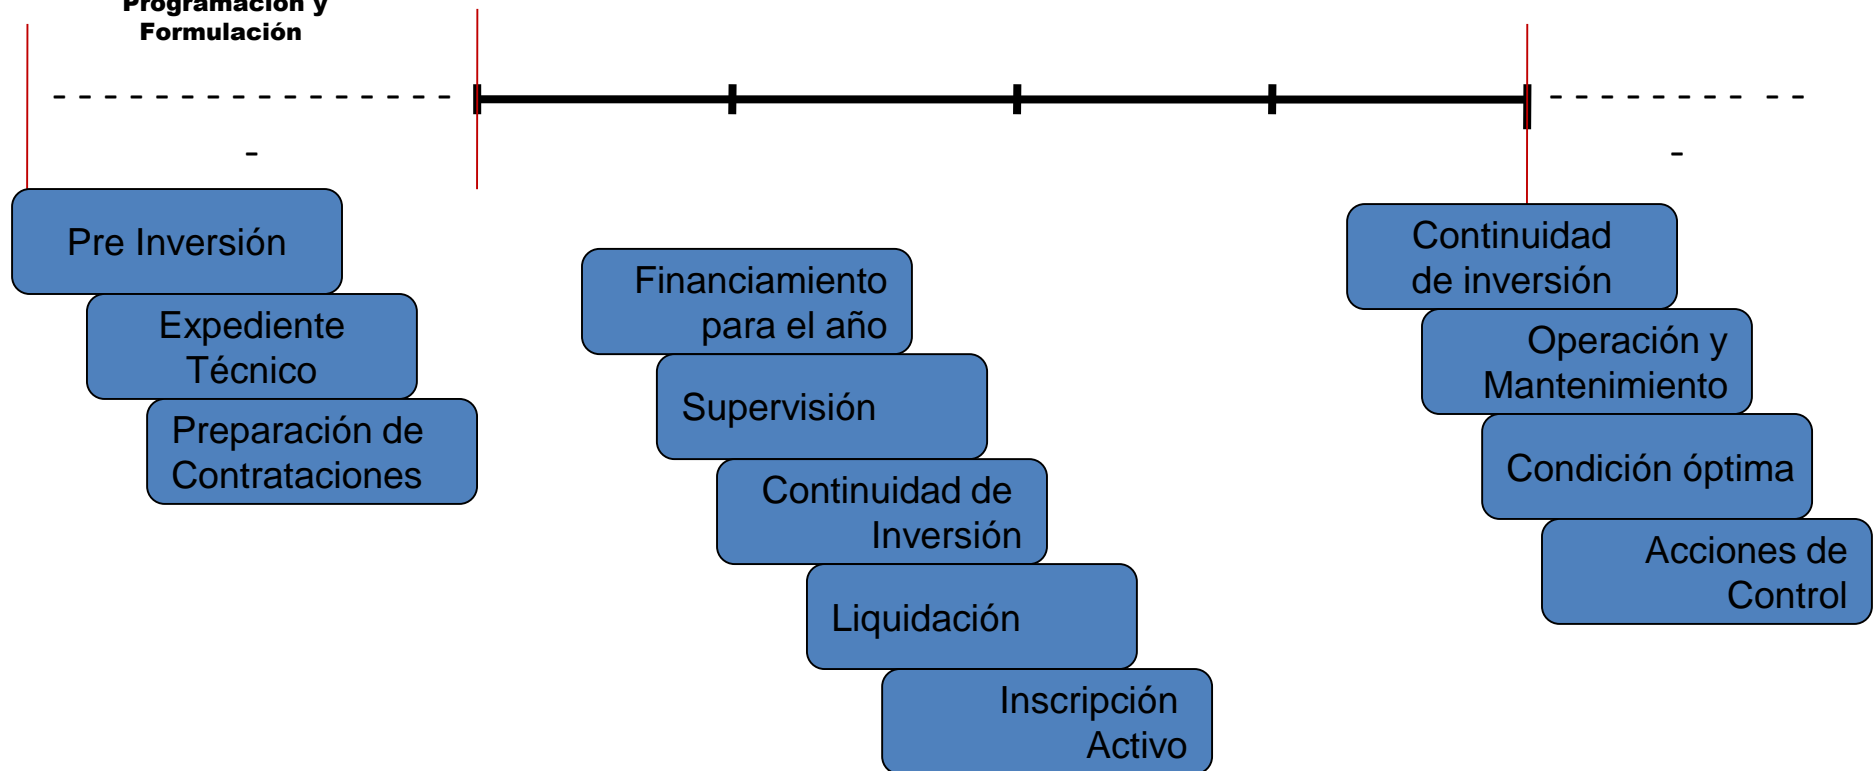 Programación y
Formulación
Pre Inversión
Expediente
Técnico
Preparación de
Contrataciones
Financiamiento
para el año
Supervisión
Continuidad de
Inversión
Liquidación
Inscripción
Activo
Continuidad
de inversión
Operación y
Mantenimiento
Condición óptima
Acciones de
Control